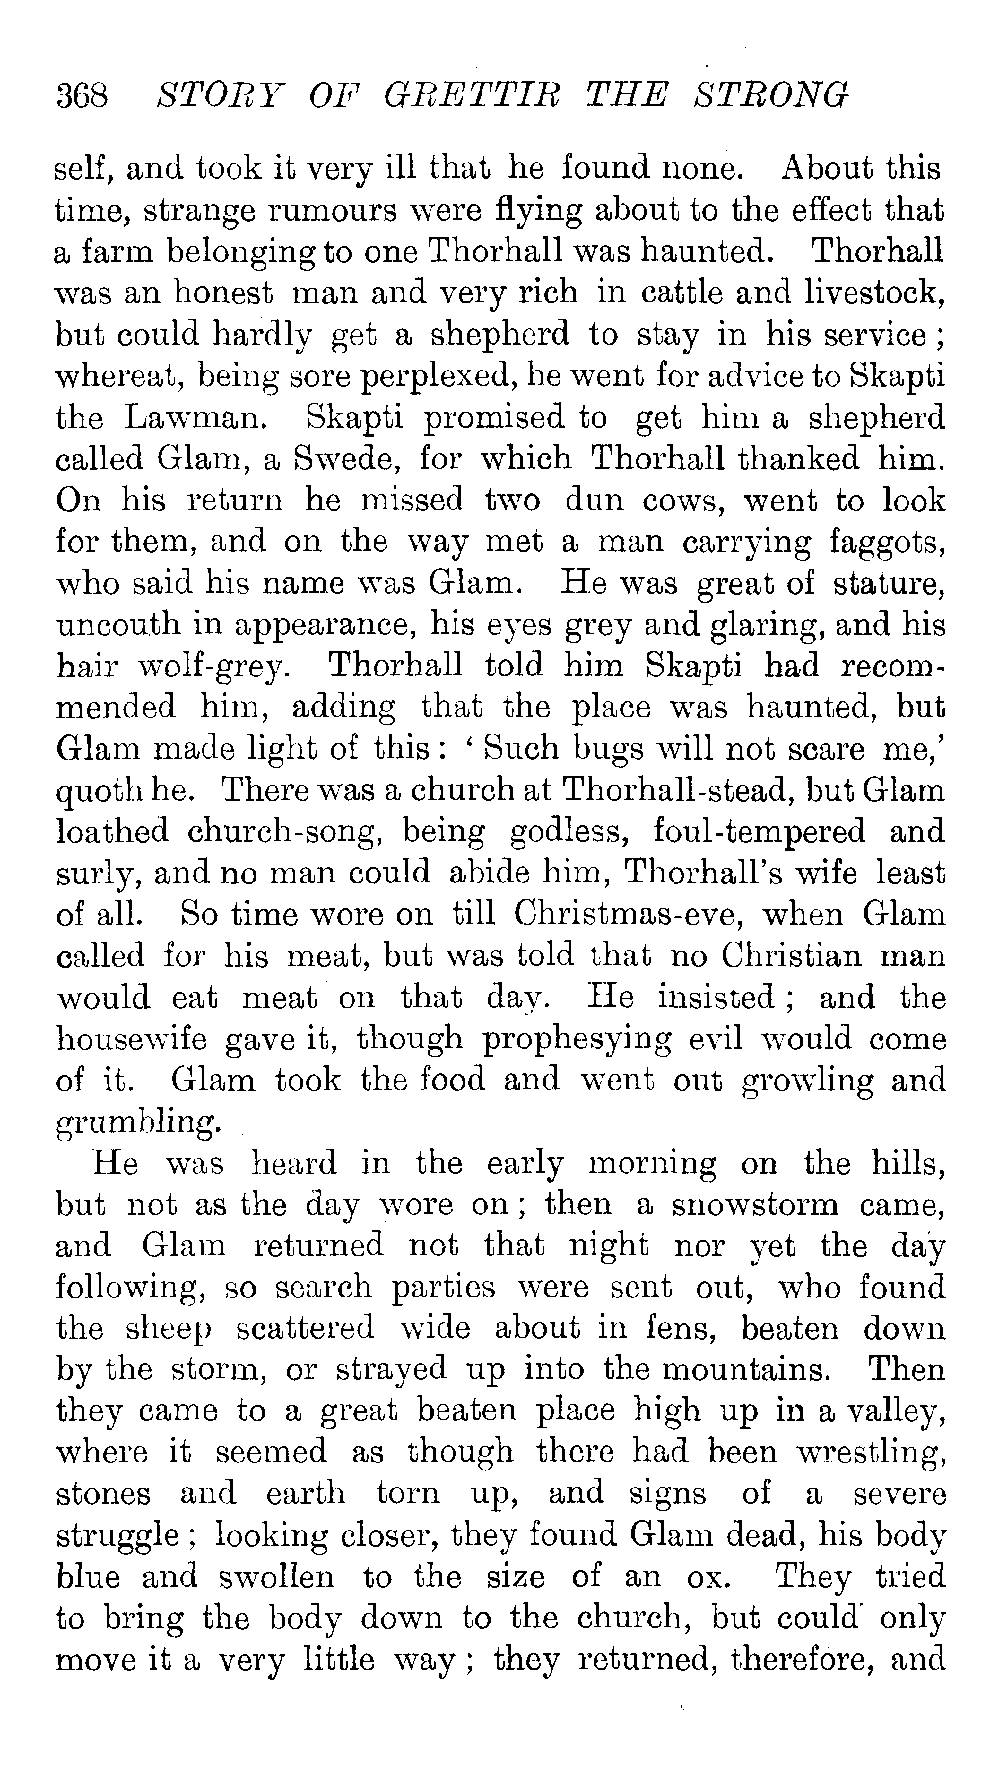 368 STORY OF GRETTIR THE STRONG
self, and took it very ill that he found none. About this
time, strange rumours were flying about to the effect that
a farm belonging to one Thorhall was haunted. Thorhall
was an honest man and very rich in cattle and livestock,
but could hardly get a shepherd to stay in his service ;
whereat, being sore perplexed, he went for advice to Skapti
the Lawman. Skapti promised to get him a shepherd
called Glam, a Swede, for which Thorhall thanked him.
On his return he missed two dun cows, went to look
for them, and on the way met a man carrying faggots,
who said his name was Glam. He was great of stature,
uncouth in appearance, his eyes grey and glaring, and his
hair wolf-grey. Thorhall told him Skapti had recom-
mended him, adding that the place was haunted, but
Glam made light of this : ‘ Such bugs will not scare me,’
quoth he. There was a church at Thorhall-stead, but Glam
loathed church-song, being godless, foul-tempered and
surly, and no man could abide him, Thorhall’s wife least
of all. So time wore on till Christmas-eve, when Glam
called for his meat, but was told that no Christian man
would eat meat on that day. He insisted ; and the
housewife gave it, though prophesying evil would come
of it. Glam took the food and went out growling and
grumbling.
He was heard in the early morning on the hills,
but not as the day wore on ; then a snowstorm came,
and Glam returned not that night nor yet the day
following, so search parties were sent out, who found
the sheep scattered wide about in fens, beaten down
by the storm, or strayed up into the mountains. Then
they came to a great beaten place high up in a valley,
where it seemed as though there had been wrestling,
stones and earth torn up, and signs of a severe
struggle ; looking closer, they found Glam dead, his body
blue and swollen to the size of an ox. They tried
to bring the body down to the church, but could only
move it a very little way ; they returned, therefore, and